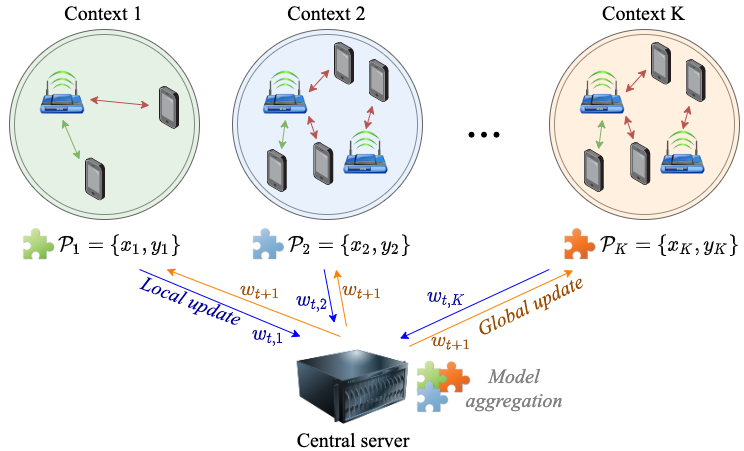 Context 1
Context 2
Context K
...
𝒫₁ = {x₁, y₁}
𝒫₂ = {x₂, y₂}
𝒫_K = {x_K, y_K}
Local update
w_{t+1}
w_{t,1}
w_{t,2}
w_{t+1}
w_{t,K}
Global update
w_{t+1}
Model
aggregation
Central server